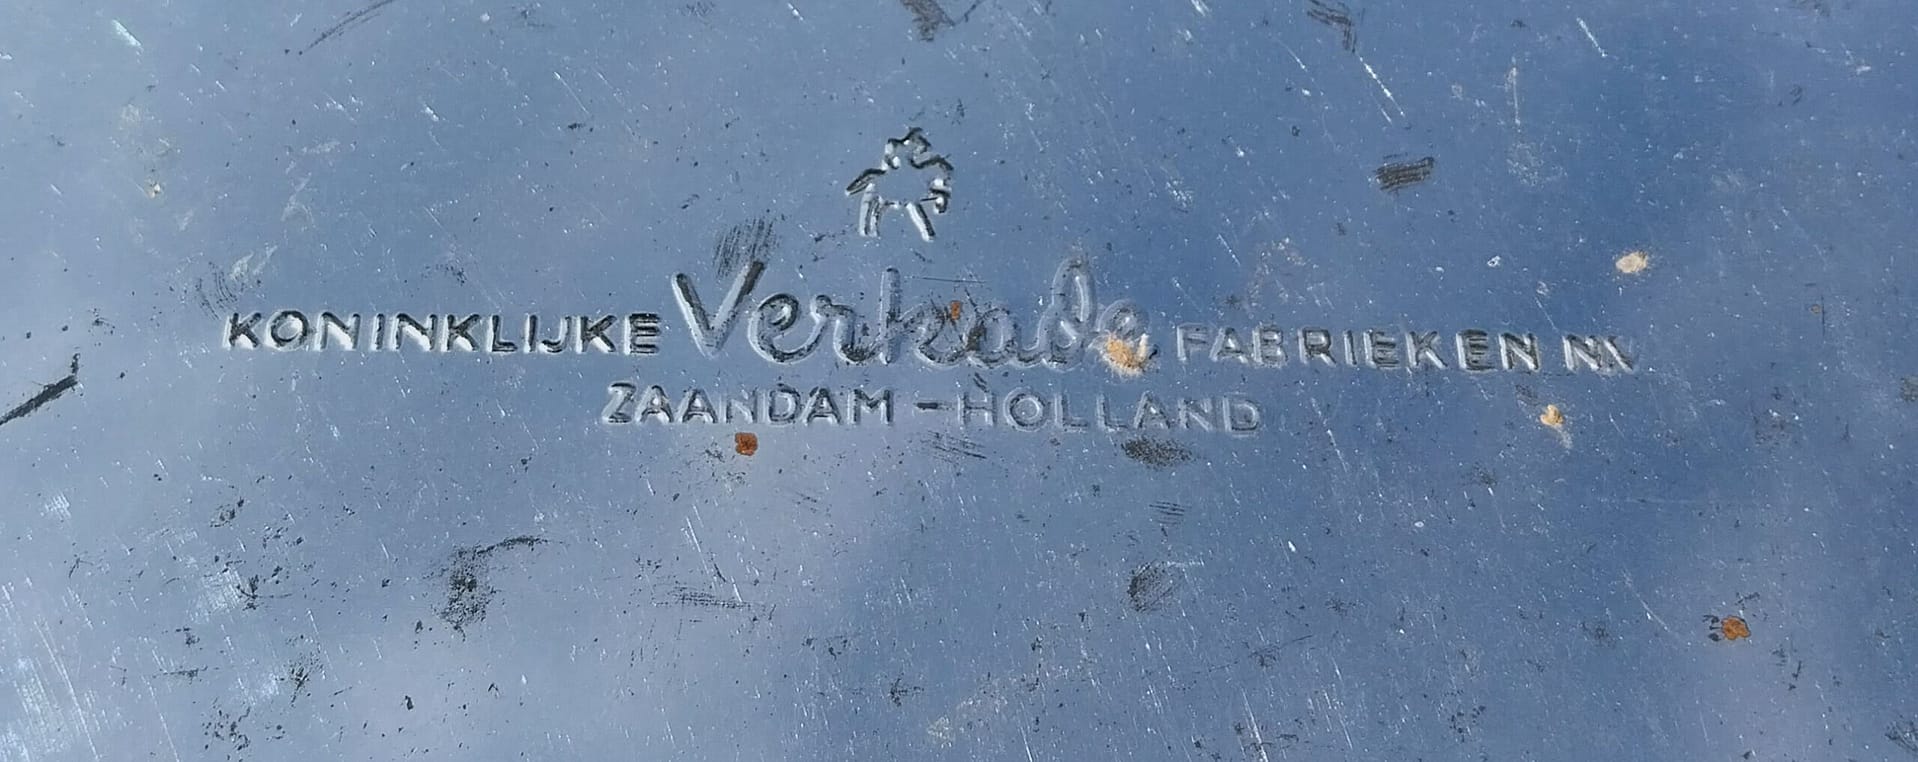 KONINKLIJKE Verkade FABRIEKEN NV
ZAANDAM - HOLLAND